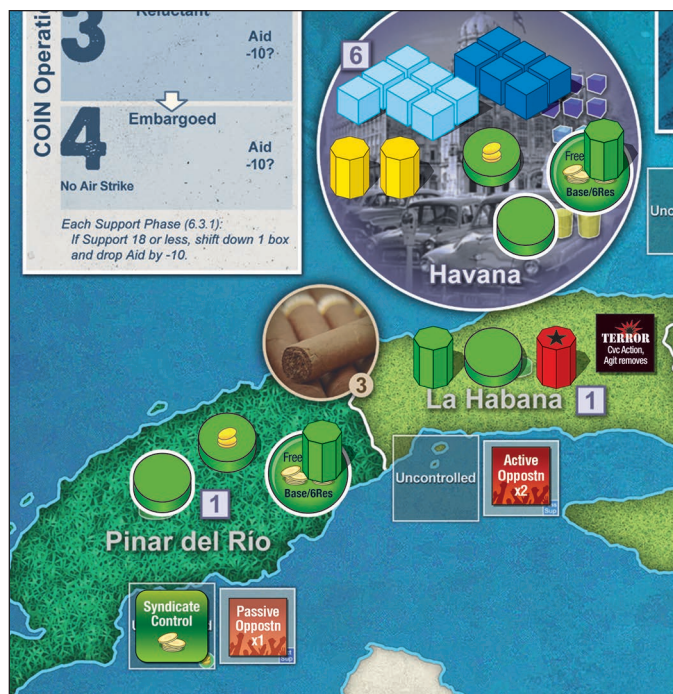 COIN Operatio
3
Reluctant
Aid
-10?
4
Embargoed
Aid
-10?
No Air Strike
Each Support Phase (6.3.1):
If Support 18 or less, shift down 1 box
and drop Aid by -10.
6
Free
Base/6Res
Havana
Unc
3
TERROR
Cvc Action,
Agit removes
La Habana
1
Uncontrolled
Active
Oppostn
x2
Sup
Free
Base/6Res
1
Pinar del Río
Syndicate
Control
Passive
Oppostn
x1
Sup